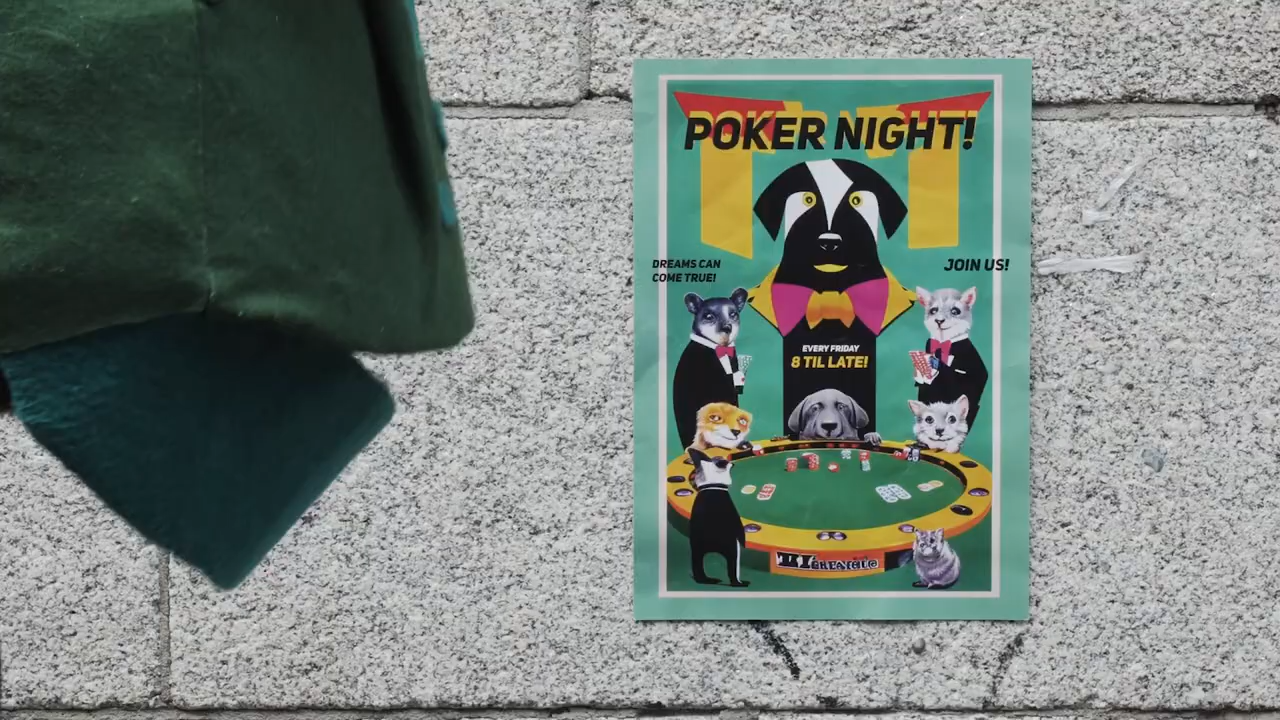 POKER NIGHT!
DREAMS CAN
COME TRUE!
JOIN US!
EVERY FRIDAY
8 TIL LATE!